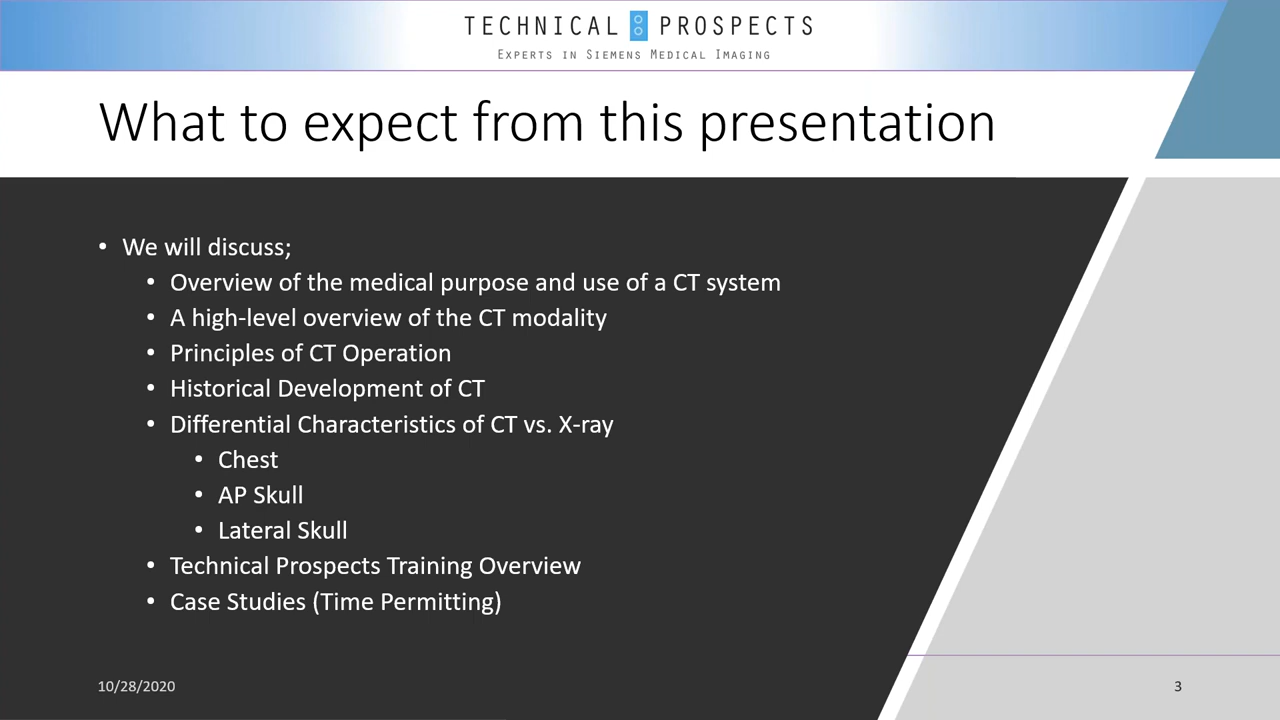 TECHNICAL PROSPECTS
EXPERTS IN SIEMENS MEDICAL IMAGING
What to expect from this presentation
• We will discuss;
• Overview of the medical purpose and use of a CT system
• A high-level overview of the CT modality
• Principles of CT Operation
• Historical Development of CT
• Differential Characteristics of CT vs. X-ray
• Chest
• AP Skull
• Lateral Skull
• Technical Prospects Training Overview
• Case Studies (Time Permitting)
10/28/2020
3